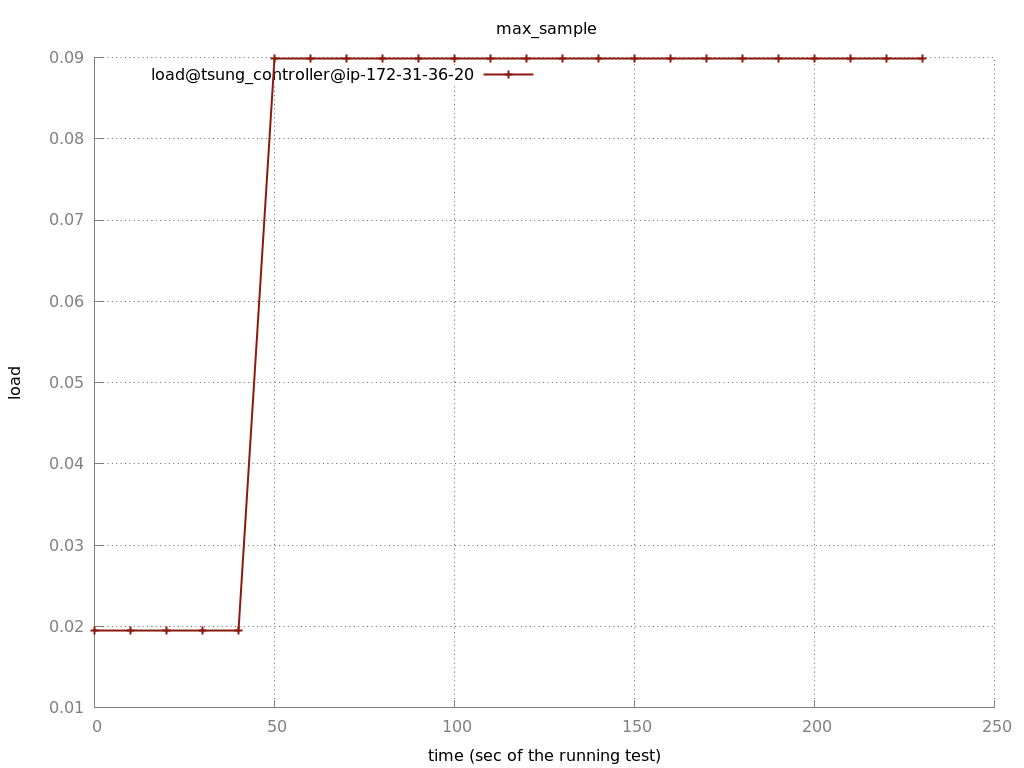 max_sample
0.09
load@tsung_controller@ip-172-31-36-20
0.08
0.07
0.06
0.05
load
0.04
0.03
0.02
0.01
0 50 100 150 200 250
time (sec of the running test)